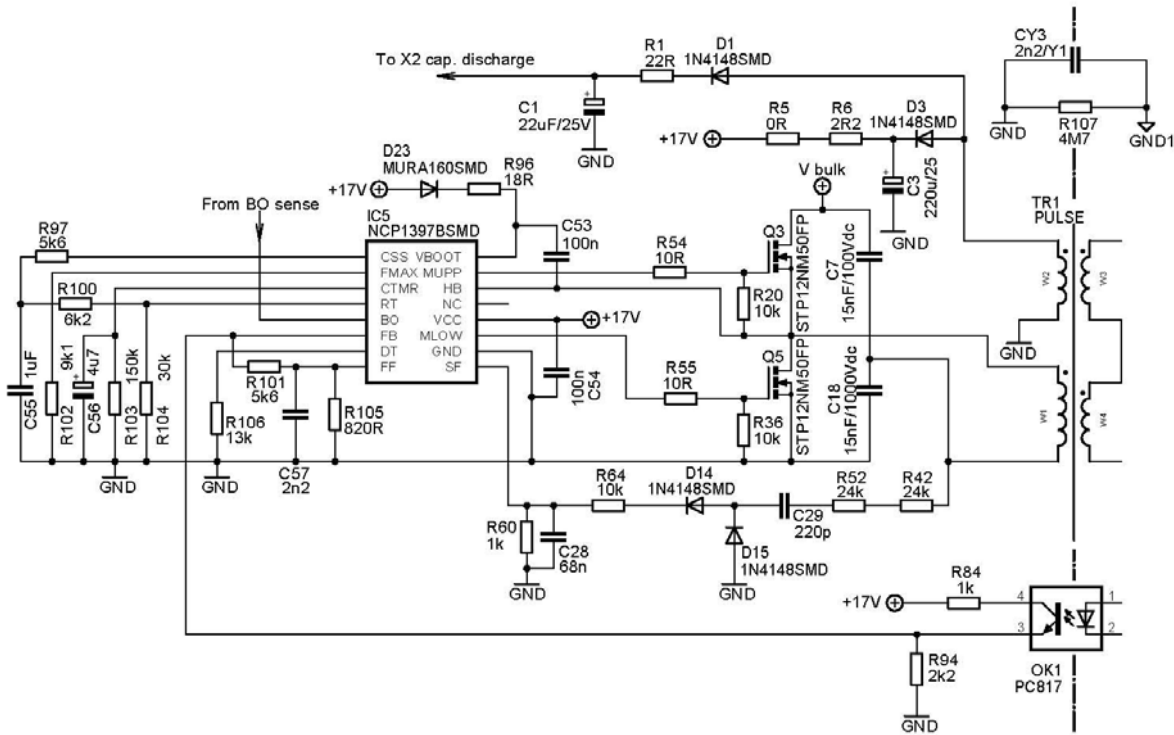 To X2 cap. discharge
R1
22R
D1
1N4148SMD
CY3
2n2/Y1
C1
22uF/25V
GND
+17V
R5
0R
R6
2R2
D3
1N4148SMD
GND
R107
4M7
GND1
D23
MURA160SMD
+17V
R96
18R
V bulk
C3
220u/25
GND
TR1
PULSE
From BO sense
IC5
NCP1397BSMD
C53
100n
R97
5k6
R54
10R
Q3
STP12NM50FP
C7
15nF/100Vdc
W2
W3
CSS VBOOT
FMAX MUPP
CTMR HB
RT NC
BO VCC
FB MLOW
DT GND
FF SF
R100
6k2
R20
10k
+17V
GND
C55
1uF
R102
9k1
C56
4u7
R103
150k
R104
30k
R101
5k6
R106
13k
R105
820R
C54
100n
R55
10R
Q5
STP12NM50FP
C18
15nF/1000Vdc
R36
10k
W1
W4
GND
GND
C57
2n2
R64
10k
D14
1N4148SMD
R52
24k
R42
24k
C29
220p
R60
1k
C28
68n
D15
1N4148SMD
GND
GND
+17V
R84
1k
4
1
3
2
R94
2k2
OK1
PC817
GND